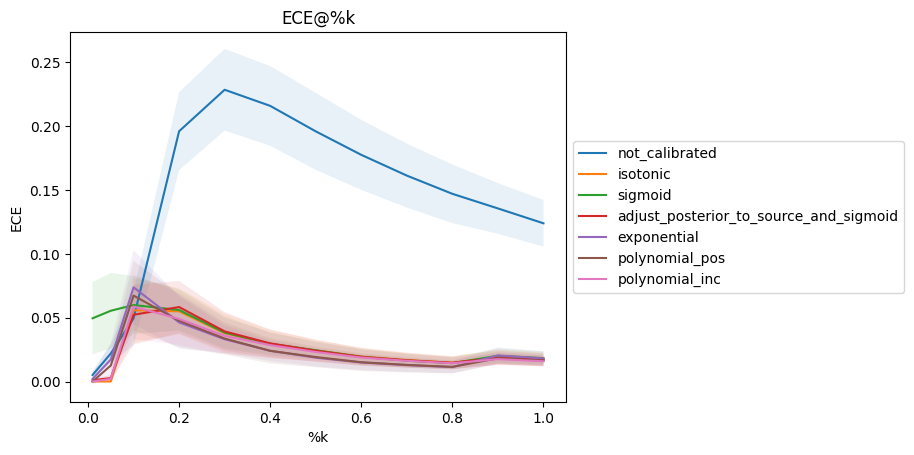 ECE@%k
0.25
0.20
0.15
0.10
0.05
0.00
ECE
0.0
0.2
0.4
0.6
0.8
1.0
%k
not_calibrated
isotonic
sigmoid
adjust_posterior_to_source_and_sigmoid
exponential
polynomial_pos
polynomial_inc